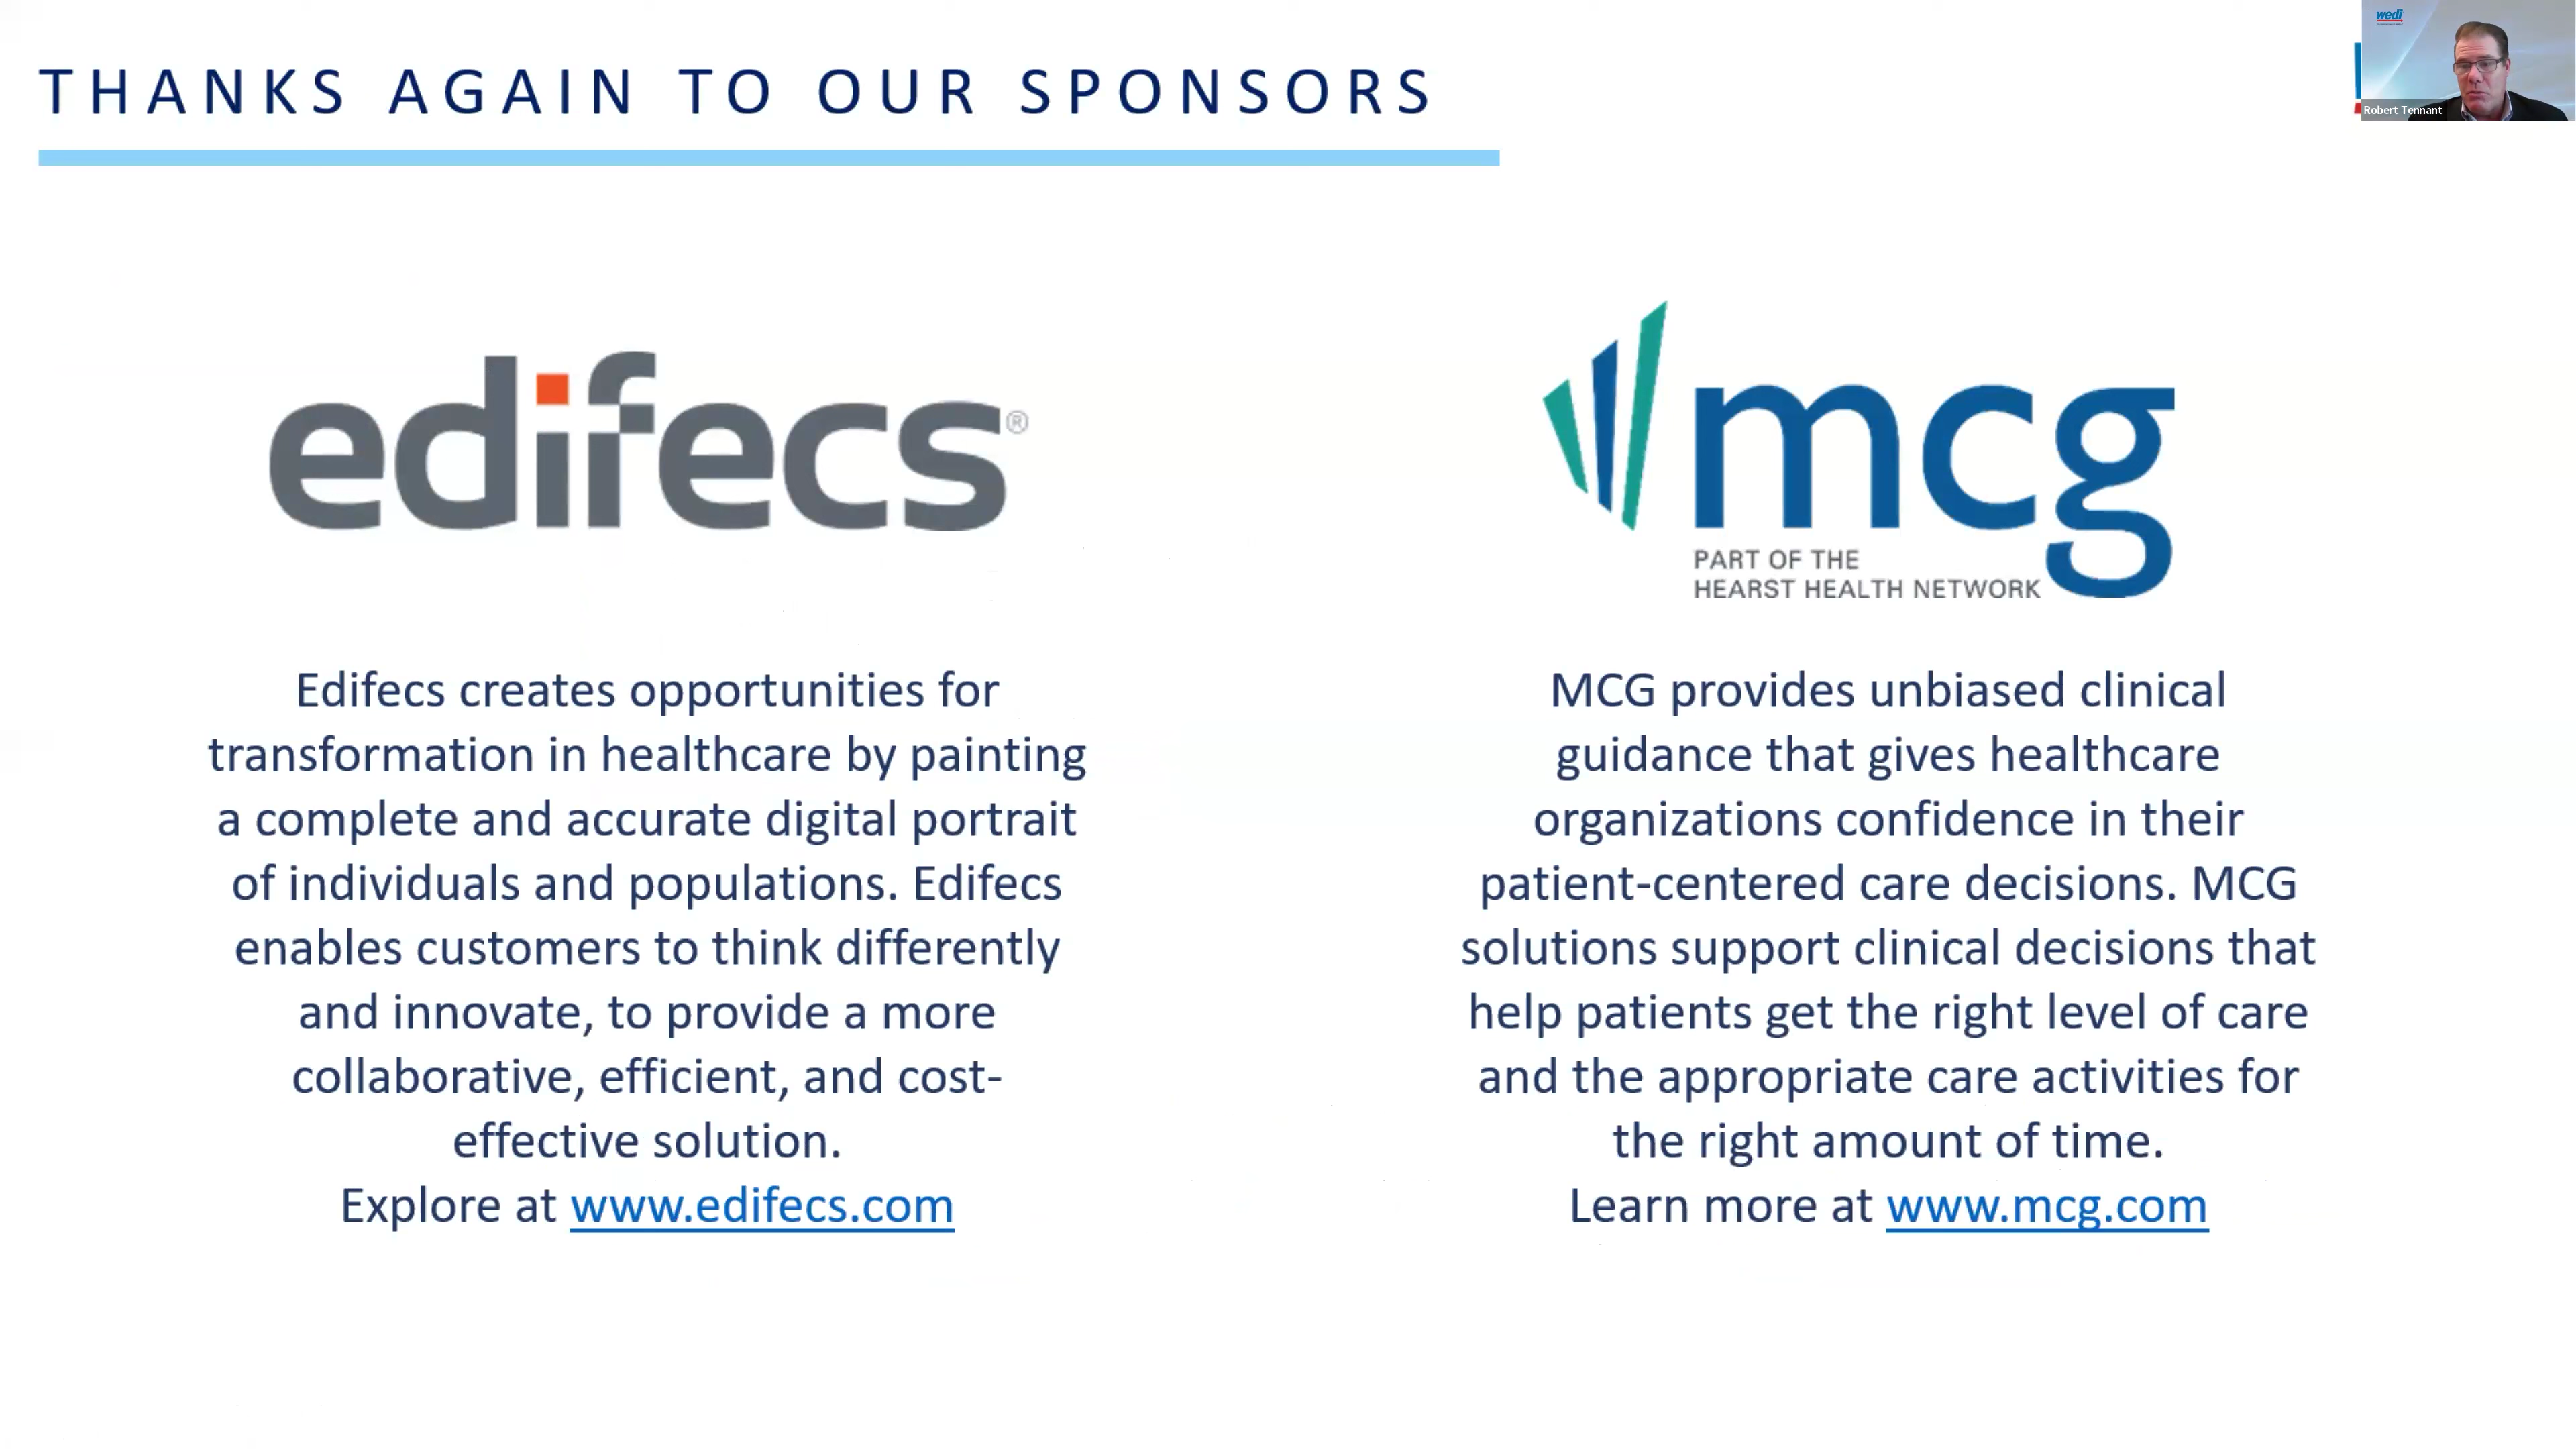 THANKS AGAIN TO OUR SPONSORS
wedi
Robert Tennant
edifecs®
mcg
PART OF THE
HEARST HEALTH NETWORK
Edifecs creates opportunities for
transformation in healthcare by painting
a complete and accurate digital portrait
of individuals and populations. Edifecs
enables customers to think differently
and innovate, to provide a more
collaborative, efficient, and cost-
effective solution.
Explore at www.edifecs.com
MCG provides unbiased clinical
guidance that gives healthcare
organizations confidence in their
patient-centered care decisions. MCG
solutions support clinical decisions that
help patients get the right level of care
and the appropriate care activities for
the right amount of time.
Learn more at www.mcg.com